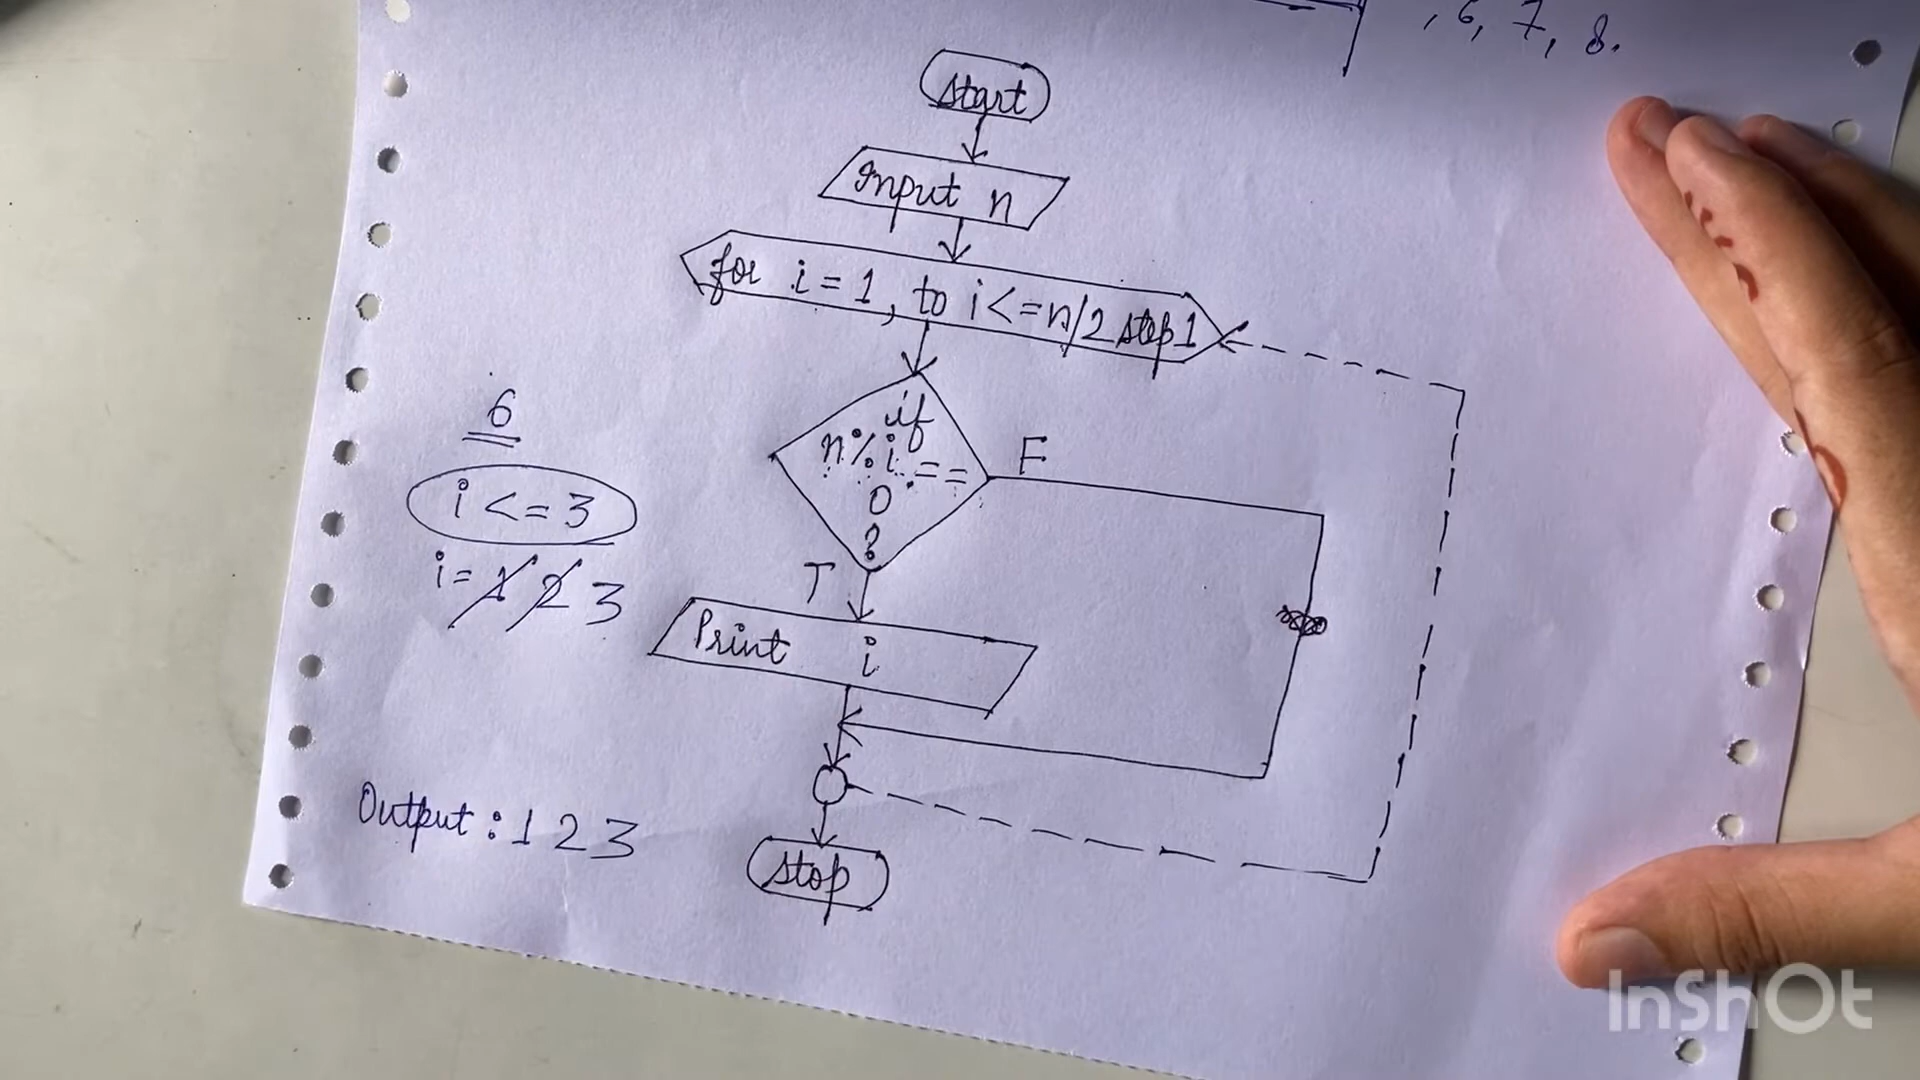 , 6, 7, 8.
Start
Input n
for i = 1, to i <= n/2 step 1
if
n % i ==
0
?
F
T
Print i
stop
6
i <= 3
i = 1 2 3
Output : 1 2 3
InShOt